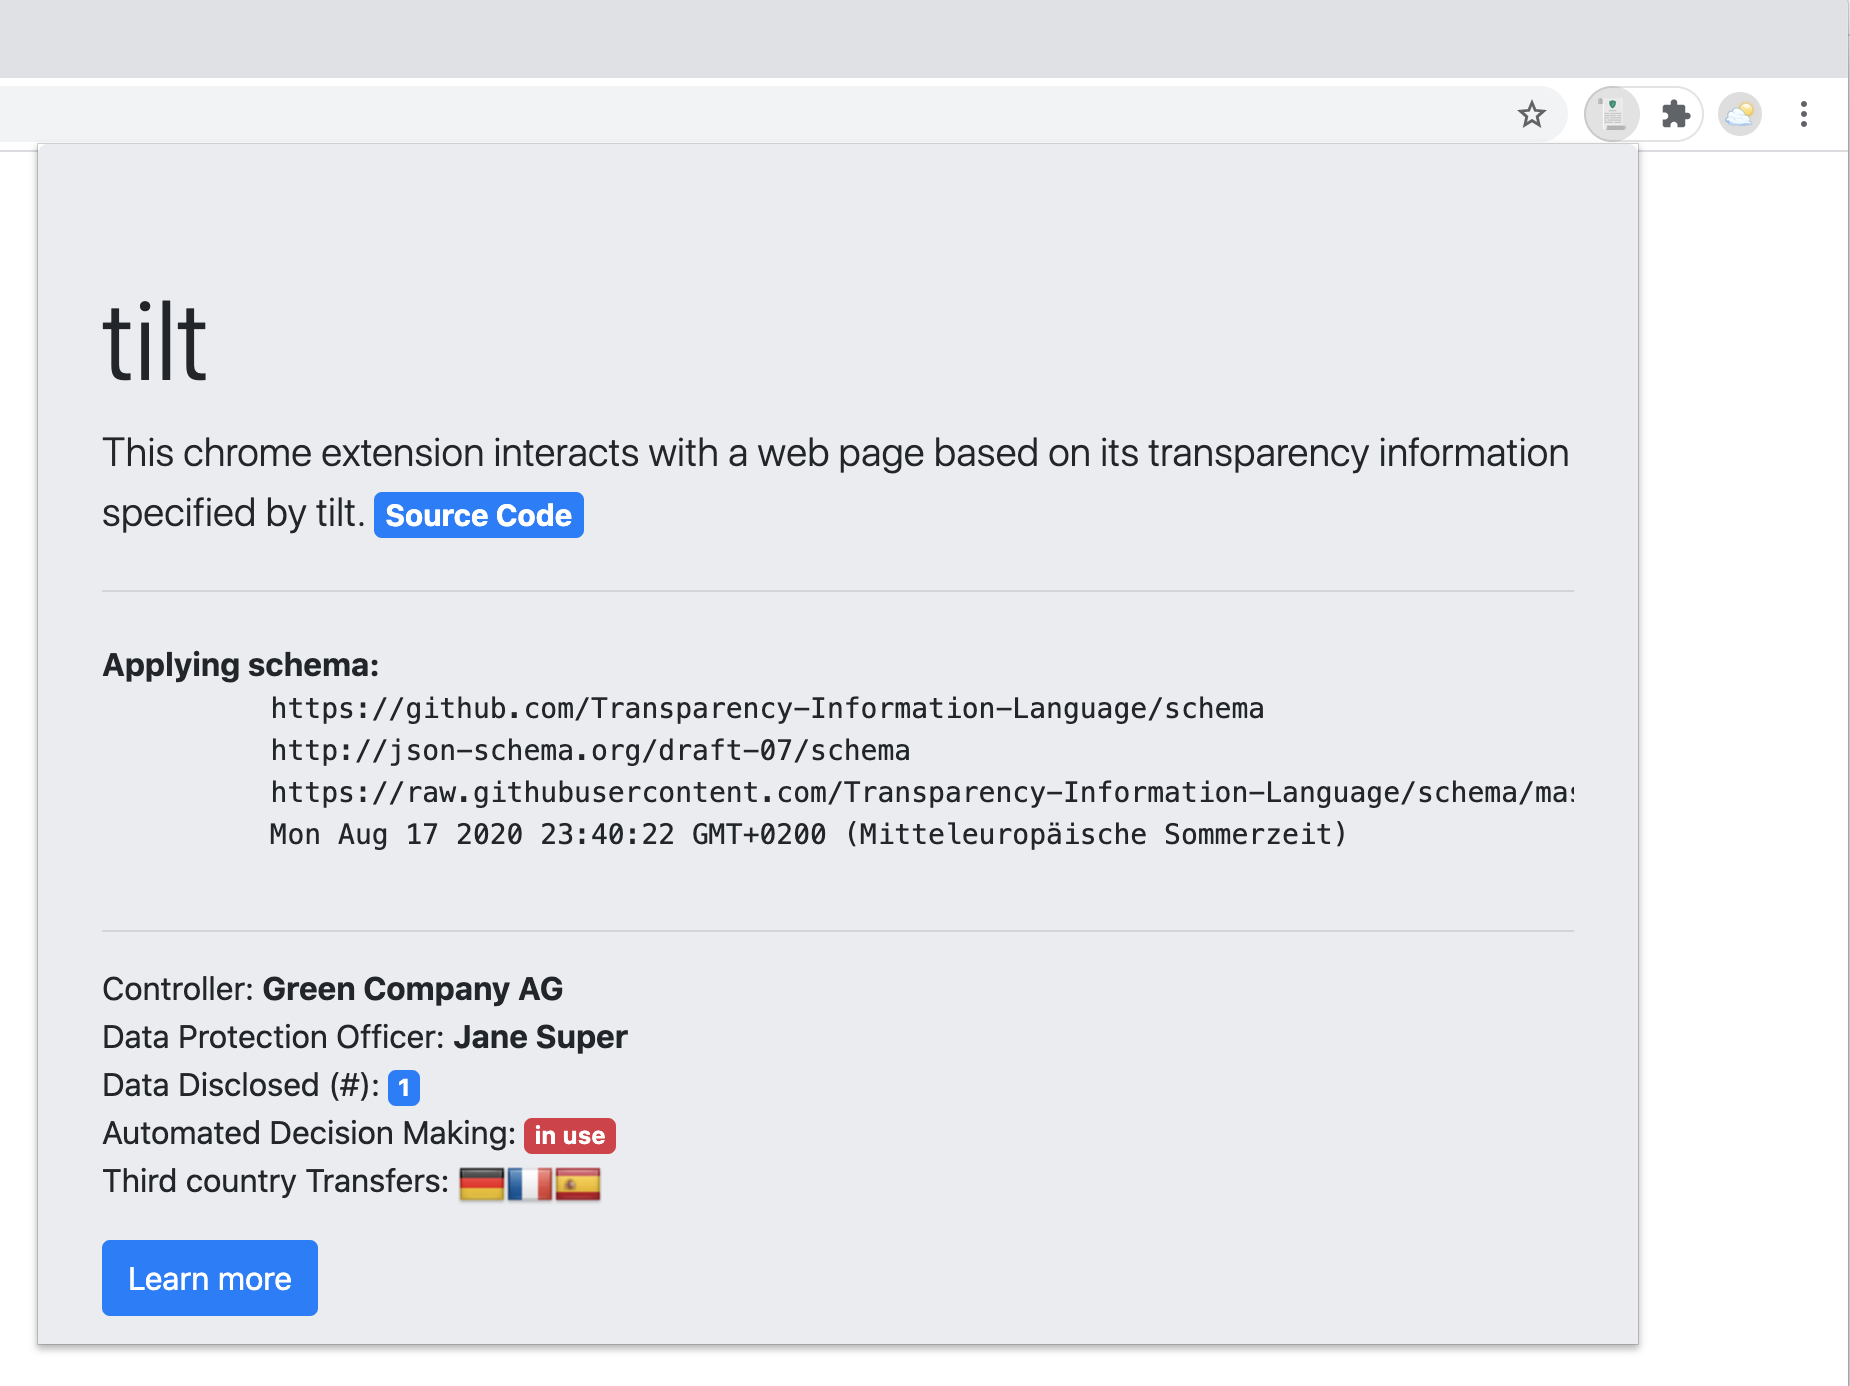 tilt
This chrome extension interacts with a web page based on its transparency information
specified by tilt. Source Code
Applying schema:
https://github.com/Transparency-Information-Language/schema
http://json-schema.org/draft-07/schema
https://raw.githubusercontent.com/Transparency-Information-Language/schema/mas
Mon Aug 17 2020 23:40:22 GMT+0200 (Mitteleuropäische Sommerzeit)
Controller: Green Company AG
Data Protection Officer: Jane Super
Data Disclosed (#): 1
Automated Decision Making: in use
Third country Transfers:
Learn more